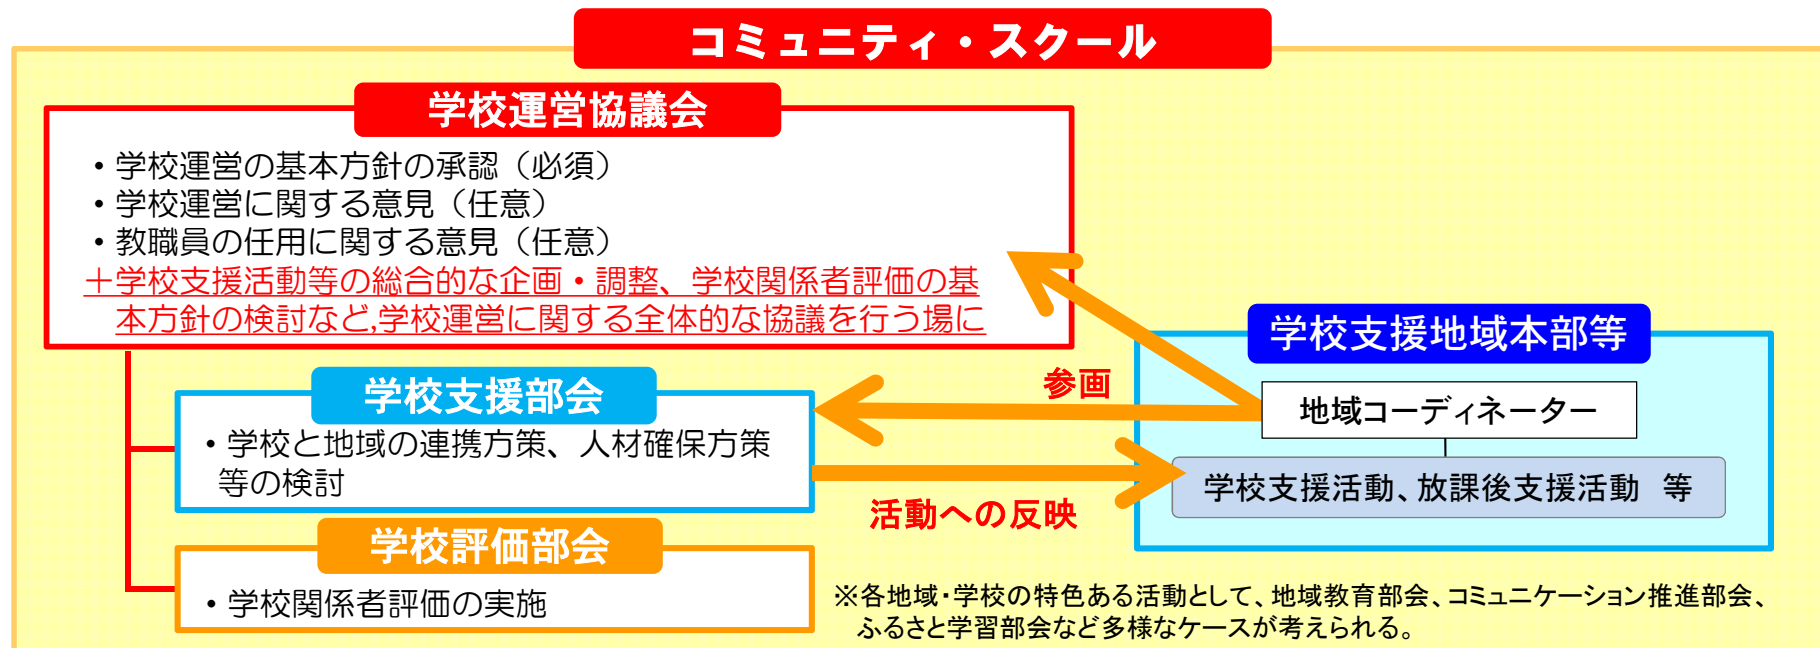 コミュニティ・スクール
学校運営協議会
・学校運営の基本方針の承認（必須）
・学校運営に関する意見（任意）
・教職員の任用に関する意見（任意）
＋学校支援活動等の総合的な企画・調整、学校関係者評価の基
本方針の検討など,学校運営に関する全体的な協議を行う場に
学校支援部会
・学校と地域の連携方策、人材確保方策
等の検討
学校評価部会
・学校関係者評価の実施
参画
活動への反映
学校支援地域本部等
地域コーディネーター
学校支援活動、放課後支援活動　等
※各地域・学校の特色ある活動として、地域教育部会、コミュニケーション推進部会、
ふるさと学習部会など多様なケースが考えられる。